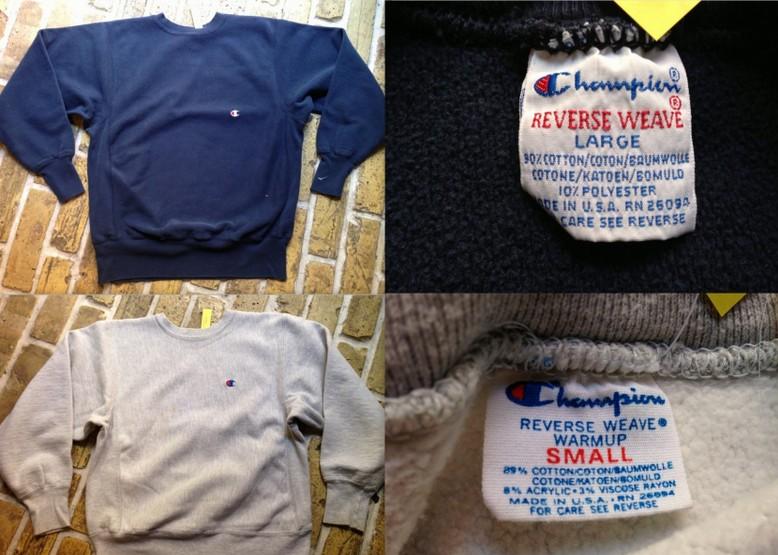 Champion®
REVERSE WEAVE®
LARGE
90% COTTON/COTON/BAUMWOLLE
COTONE/KATOEN/BOMULD
10% POLYESTER
MADE IN U.S.A. RN 26094
CARE SEE REVERSE
Champion
REVERSE WEAVE®
WARMUP
SMALL
89% COTTON/COTON/BAUMWOLLE
COTONE/KATOEN/BOMULD
8% ACRYLIC • 3% VISCOSE RAYON
MADE IN U.S.A. • RN 26094
FOR CARE SEE REVERSE